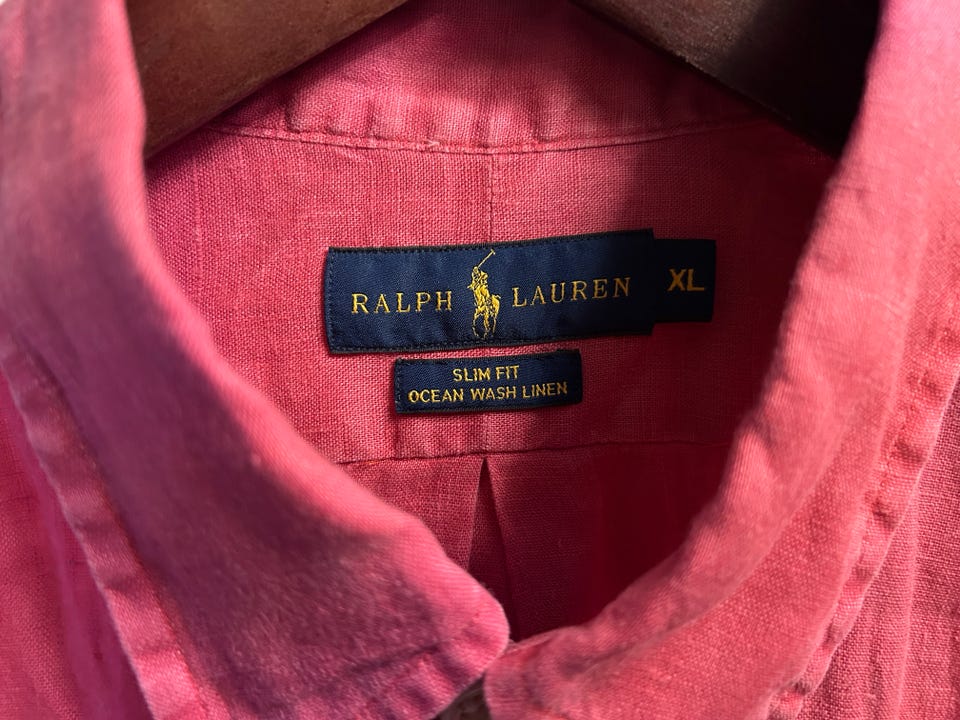 RALPH LAUREN XL
SLIM FIT
OCEAN WASH LINEN